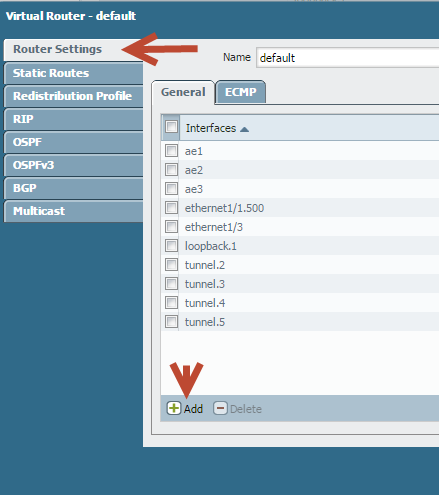 Virtual Router - default
Router Settings
Static Routes
Redistribution Profile
RIP
OSPF
OSPFv3
BGP
Multicast
Name default
General ECMP
Interfaces
ae1
ae2
ae3
ethernet1/1.500
ethernet1/3
loopback.1
tunnel.2
tunnel.3
tunnel.4
tunnel.5
Add Delete